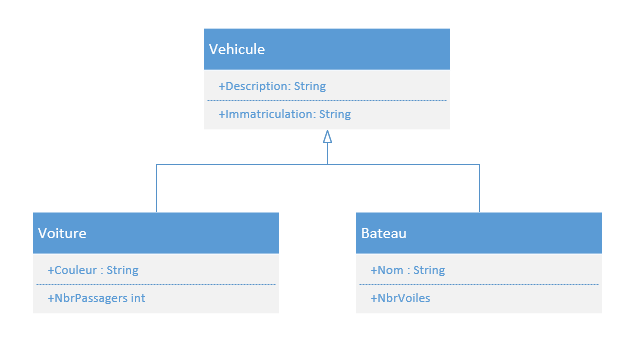 Vehicule
+Description: String
+Immatriculation: String
Voiture
+Couleur : String
+NbrPassagers int
Bateau
+Nom : String
+NbrVoiles